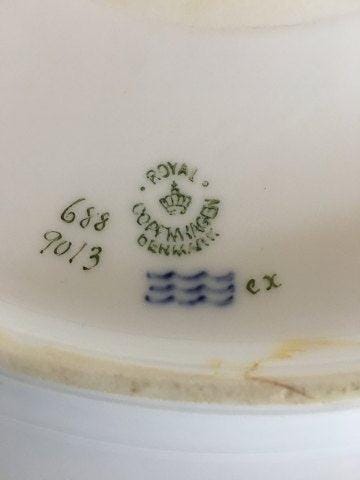 ROYAL
COPENHAGEN
DENMARK
688
9013
ex